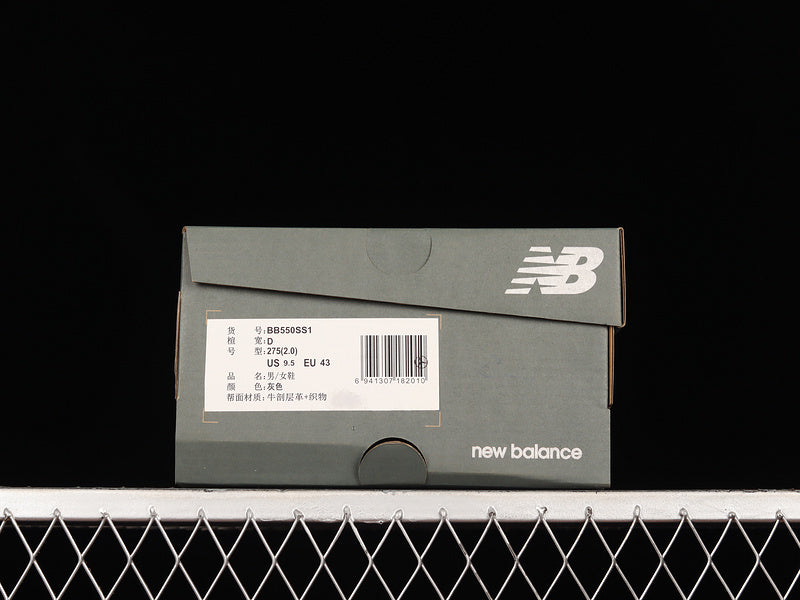 NB
货 号:BB550SS1
楦 宽:D
号 型:275(2.0)
US 9.5 EU 43
品 名:男/女鞋
颜 色:灰色
帮面材质:牛剖层革+织物
6 941307 182010
new balance